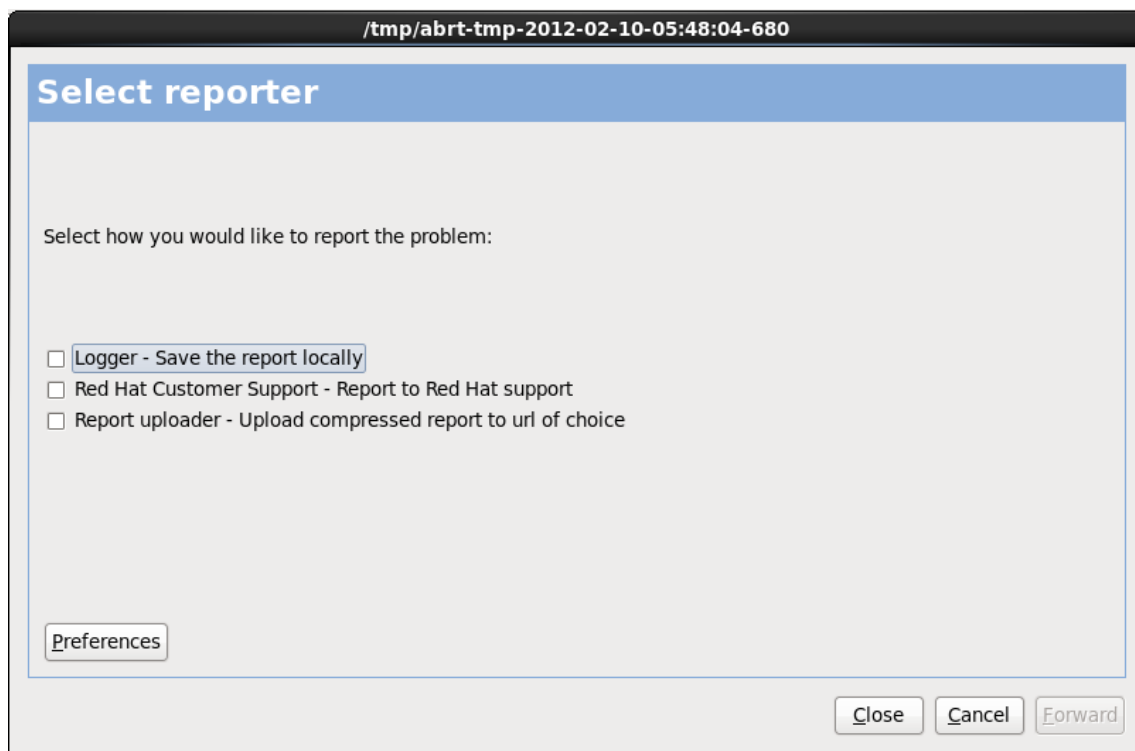 /tmp/abrt-tmp-2012-02-10-05:48:04-680
Select reporter
Select how you would like to report the problem:
Logger - Save the report locally
Red Hat Customer Support - Report to Red Hat support
Report uploader - Upload compressed report to url of choice
Preferences
Close Cancel Forward